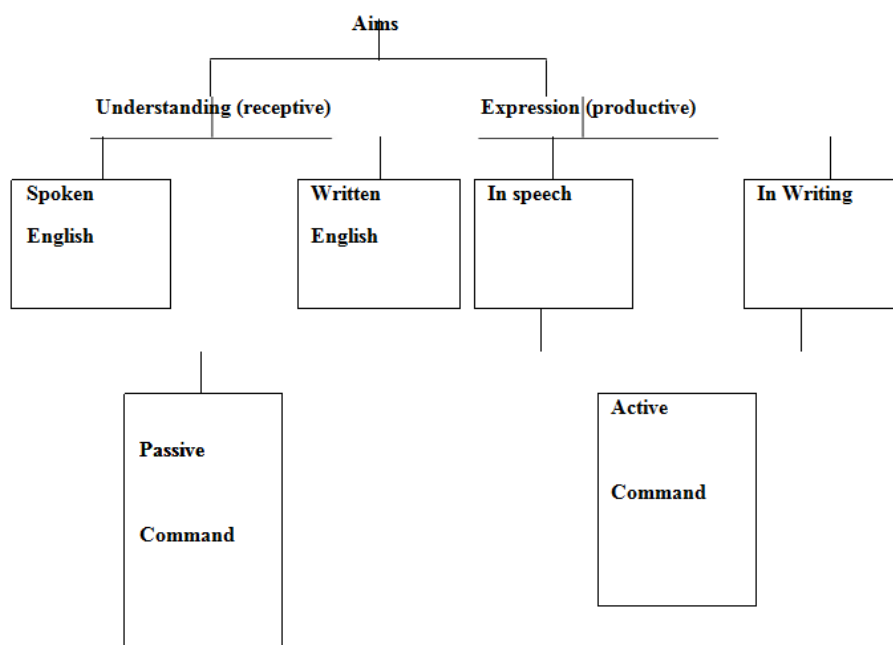 Aims
Understanding (receptive)
Expression (productive)
Spoken
English
Written
English
In speech
In Writing
Passive
Command
Active
Command